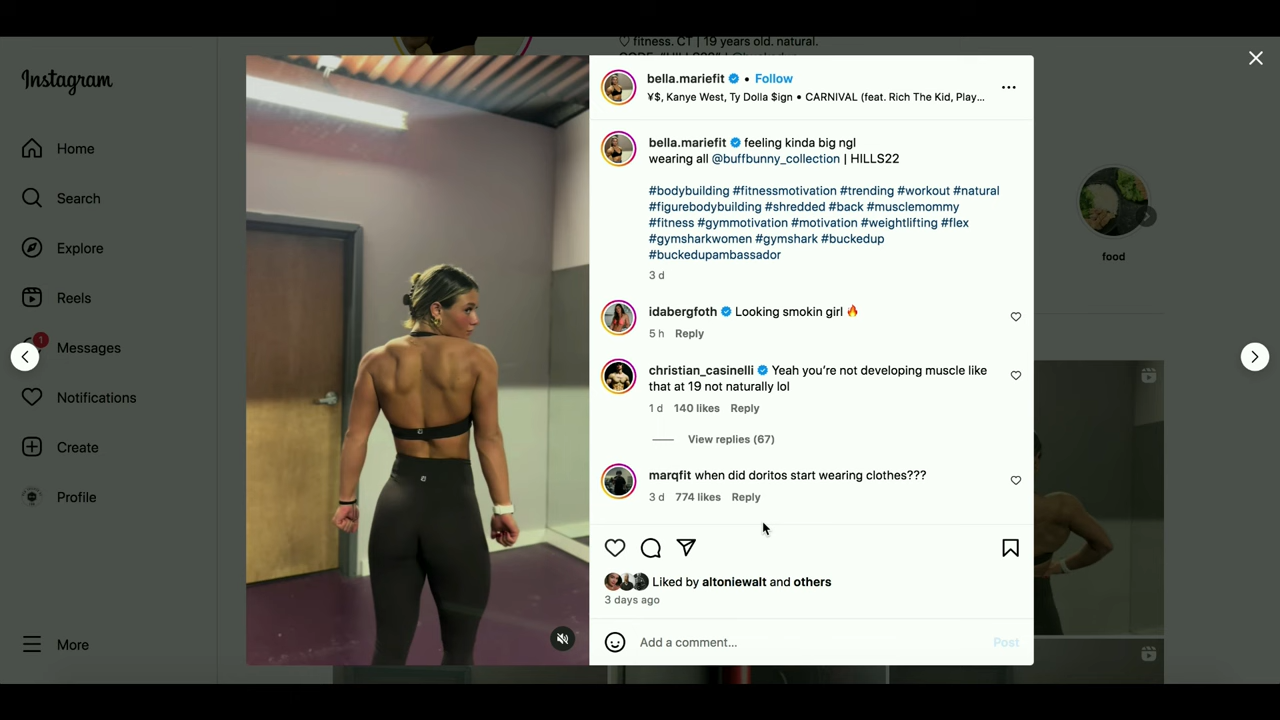 ♡ fitness. CT | 19 years old. natural.
Instagram
Home
Search
Explore
Reels
1
Messages
Notifications
Create
Profile
More
bella.mariefit • Follow
¥$, Kanye West, Ty Dolla $ign • CARNIVAL (feat. Rich The Kid, Play...
bella.mariefit feeling kinda big ngl
wearing all @buffbunny_collection | HILLS22
#bodybuilding #fitnessmotivation #trending #workout #natural
#figurebodybuilding #shredded #back #musclemommy
#fitness #gymmotivation #motivation #weightlifting #flex
#gymsharkwomen #gymshark #buckedup
#buckedupambassador
3 d
idabergfoth Looking smokin girl 🔥
5 h Reply
christian_casinelli Yeah you're not developing muscle like
that at 19 not naturally lol
1 d 140 likes Reply
View replies (67)
marqfit when did doritos start wearing clothes???
3 d 774 likes Reply
Liked by altoniewalt and others
3 days ago
Add a comment...
Post
food